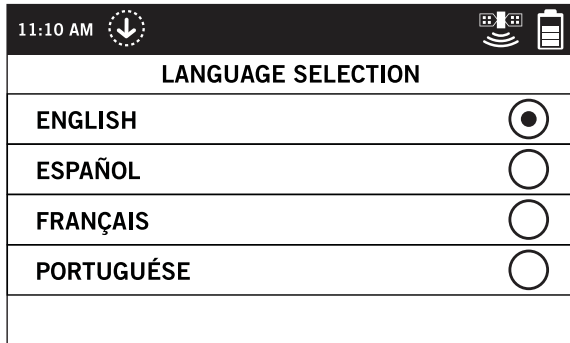 11:10 AM
LANGUAGE SELECTION
ENGLISH
ESPAÑOL
FRANÇAIS
PORTUGUÉSE